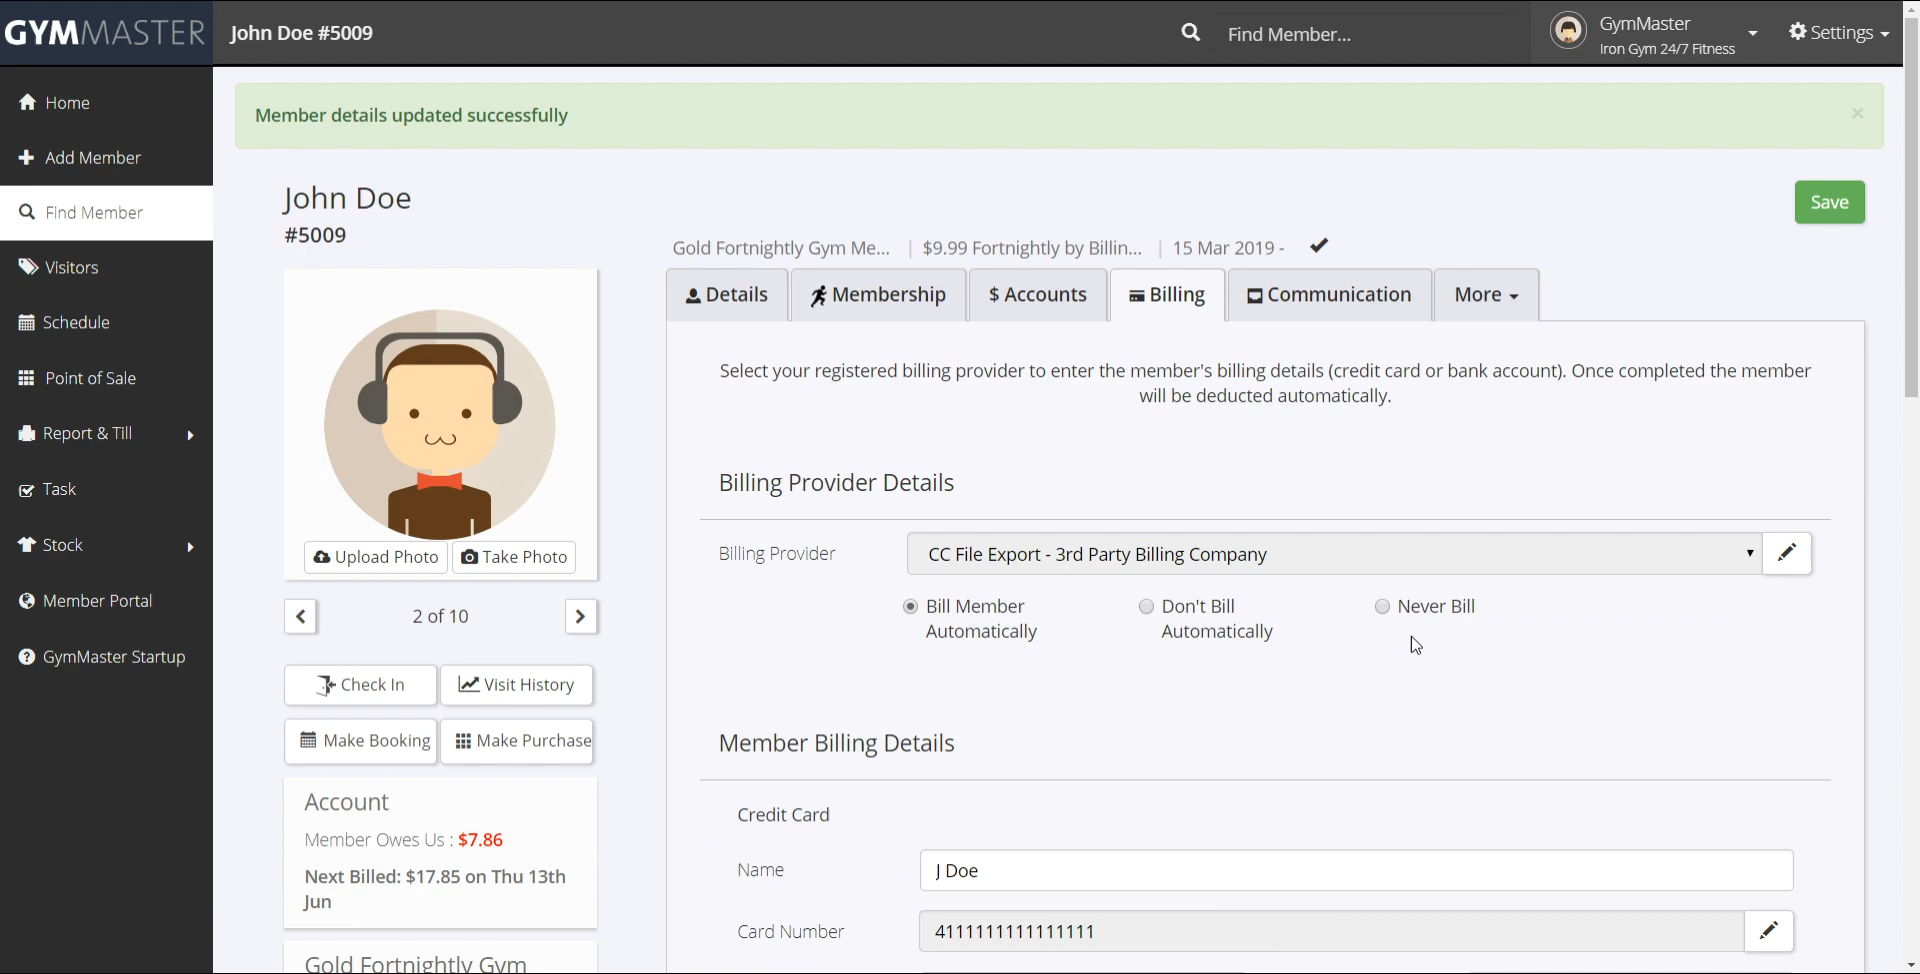 GYMMASTER
John Doe #5009
Find Member...
GymMaster
Iron Gym 24/7 Fitness
Settings
Home
Add Member
Find Member
Visitors
Schedule
Point of Sale
Report & Till
Task
Stock
Member Portal
GymMaster Startup
Member details updated successfully
×
John Doe
#5009
Save
Gold Fortnightly Gym Me... | $9.99 Fortnightly by Billin... | 15 Mar 2019 -
Details
Membership
$ Accounts
Billing
Communication
More
Upload Photo
Take Photo
2 of 10
Check In
Visit History
Make Booking
Make Purchase
Account
Member Owes Us : $7.86
Next Billed: $17.85 on Thu 13th
Jun
Gold Fortnightly Gym
Select your registered billing provider to enter the member's billing details (credit card or bank account). Once completed the member
will be deducted automatically.
Billing Provider Details
Billing Provider
CC File Export - 3rd Party Billing Company
Bill Member
Automatically
Don't Bill
Automatically
Never Bill
Member Billing Details
Credit Card
Name
J Doe
Card Number
4111111111111111